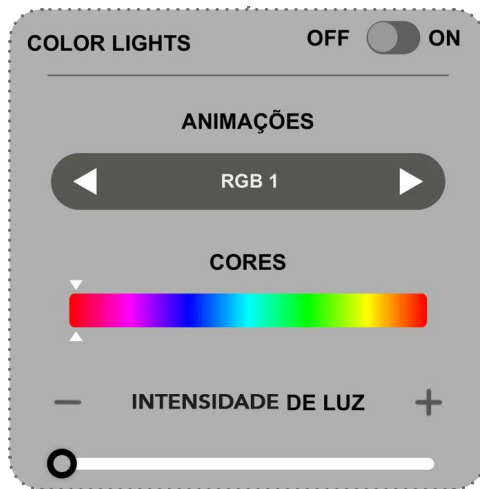 COLOR LIGHTS OFF ON
ANIMAÇÕES
RGB 1
CORES
INTENSIDADE DE LUZ